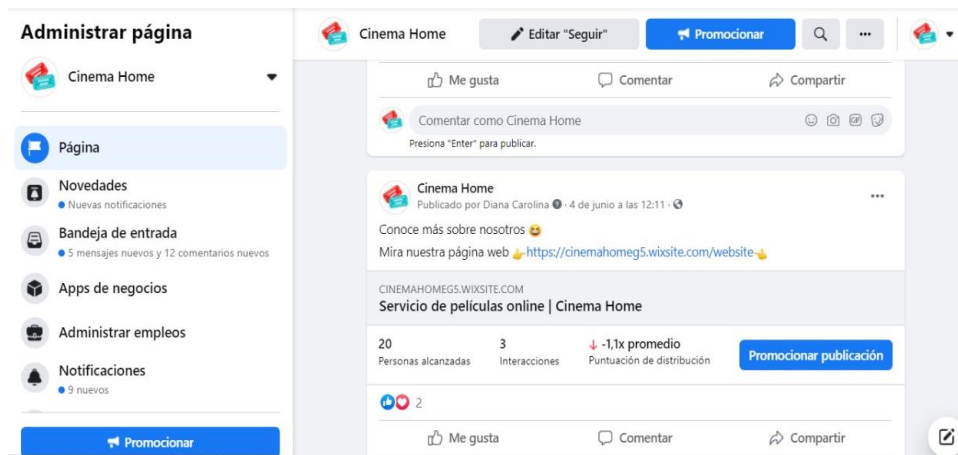 Administrar página
Cinema Home
Página
Novedades
Nuevas notificaciones
Bandeja de entrada
5 mensajes nuevos y 12 comentarios nuevos
Apps de negocios
Administrar empleos
Notificaciones
9 nuevos
Promocionar
Cinema Home
Editar "Seguir"
Promocionar
Me gusta Comentar Compartir
Comentar como Cinema Home
GIF
Presiona "Enter" para publicar.
Cinema Home
Publicado por Diana Carolina · 4 de junio a las 12:11 ·
Conoce más sobre nosotros 😆
Mira nuestra página web 👉https://cinemahomeg5.wixsite.com/website👈
CINEMAHOMEG5.WIXSITE.COM
Servicio de películas online | Cinema Home
20 3 ↓ -1,1x promedio
Personas alcanzadas Interacciones Puntuación de distribución
Promocionar publicación
2
Me gusta Comentar Compartir